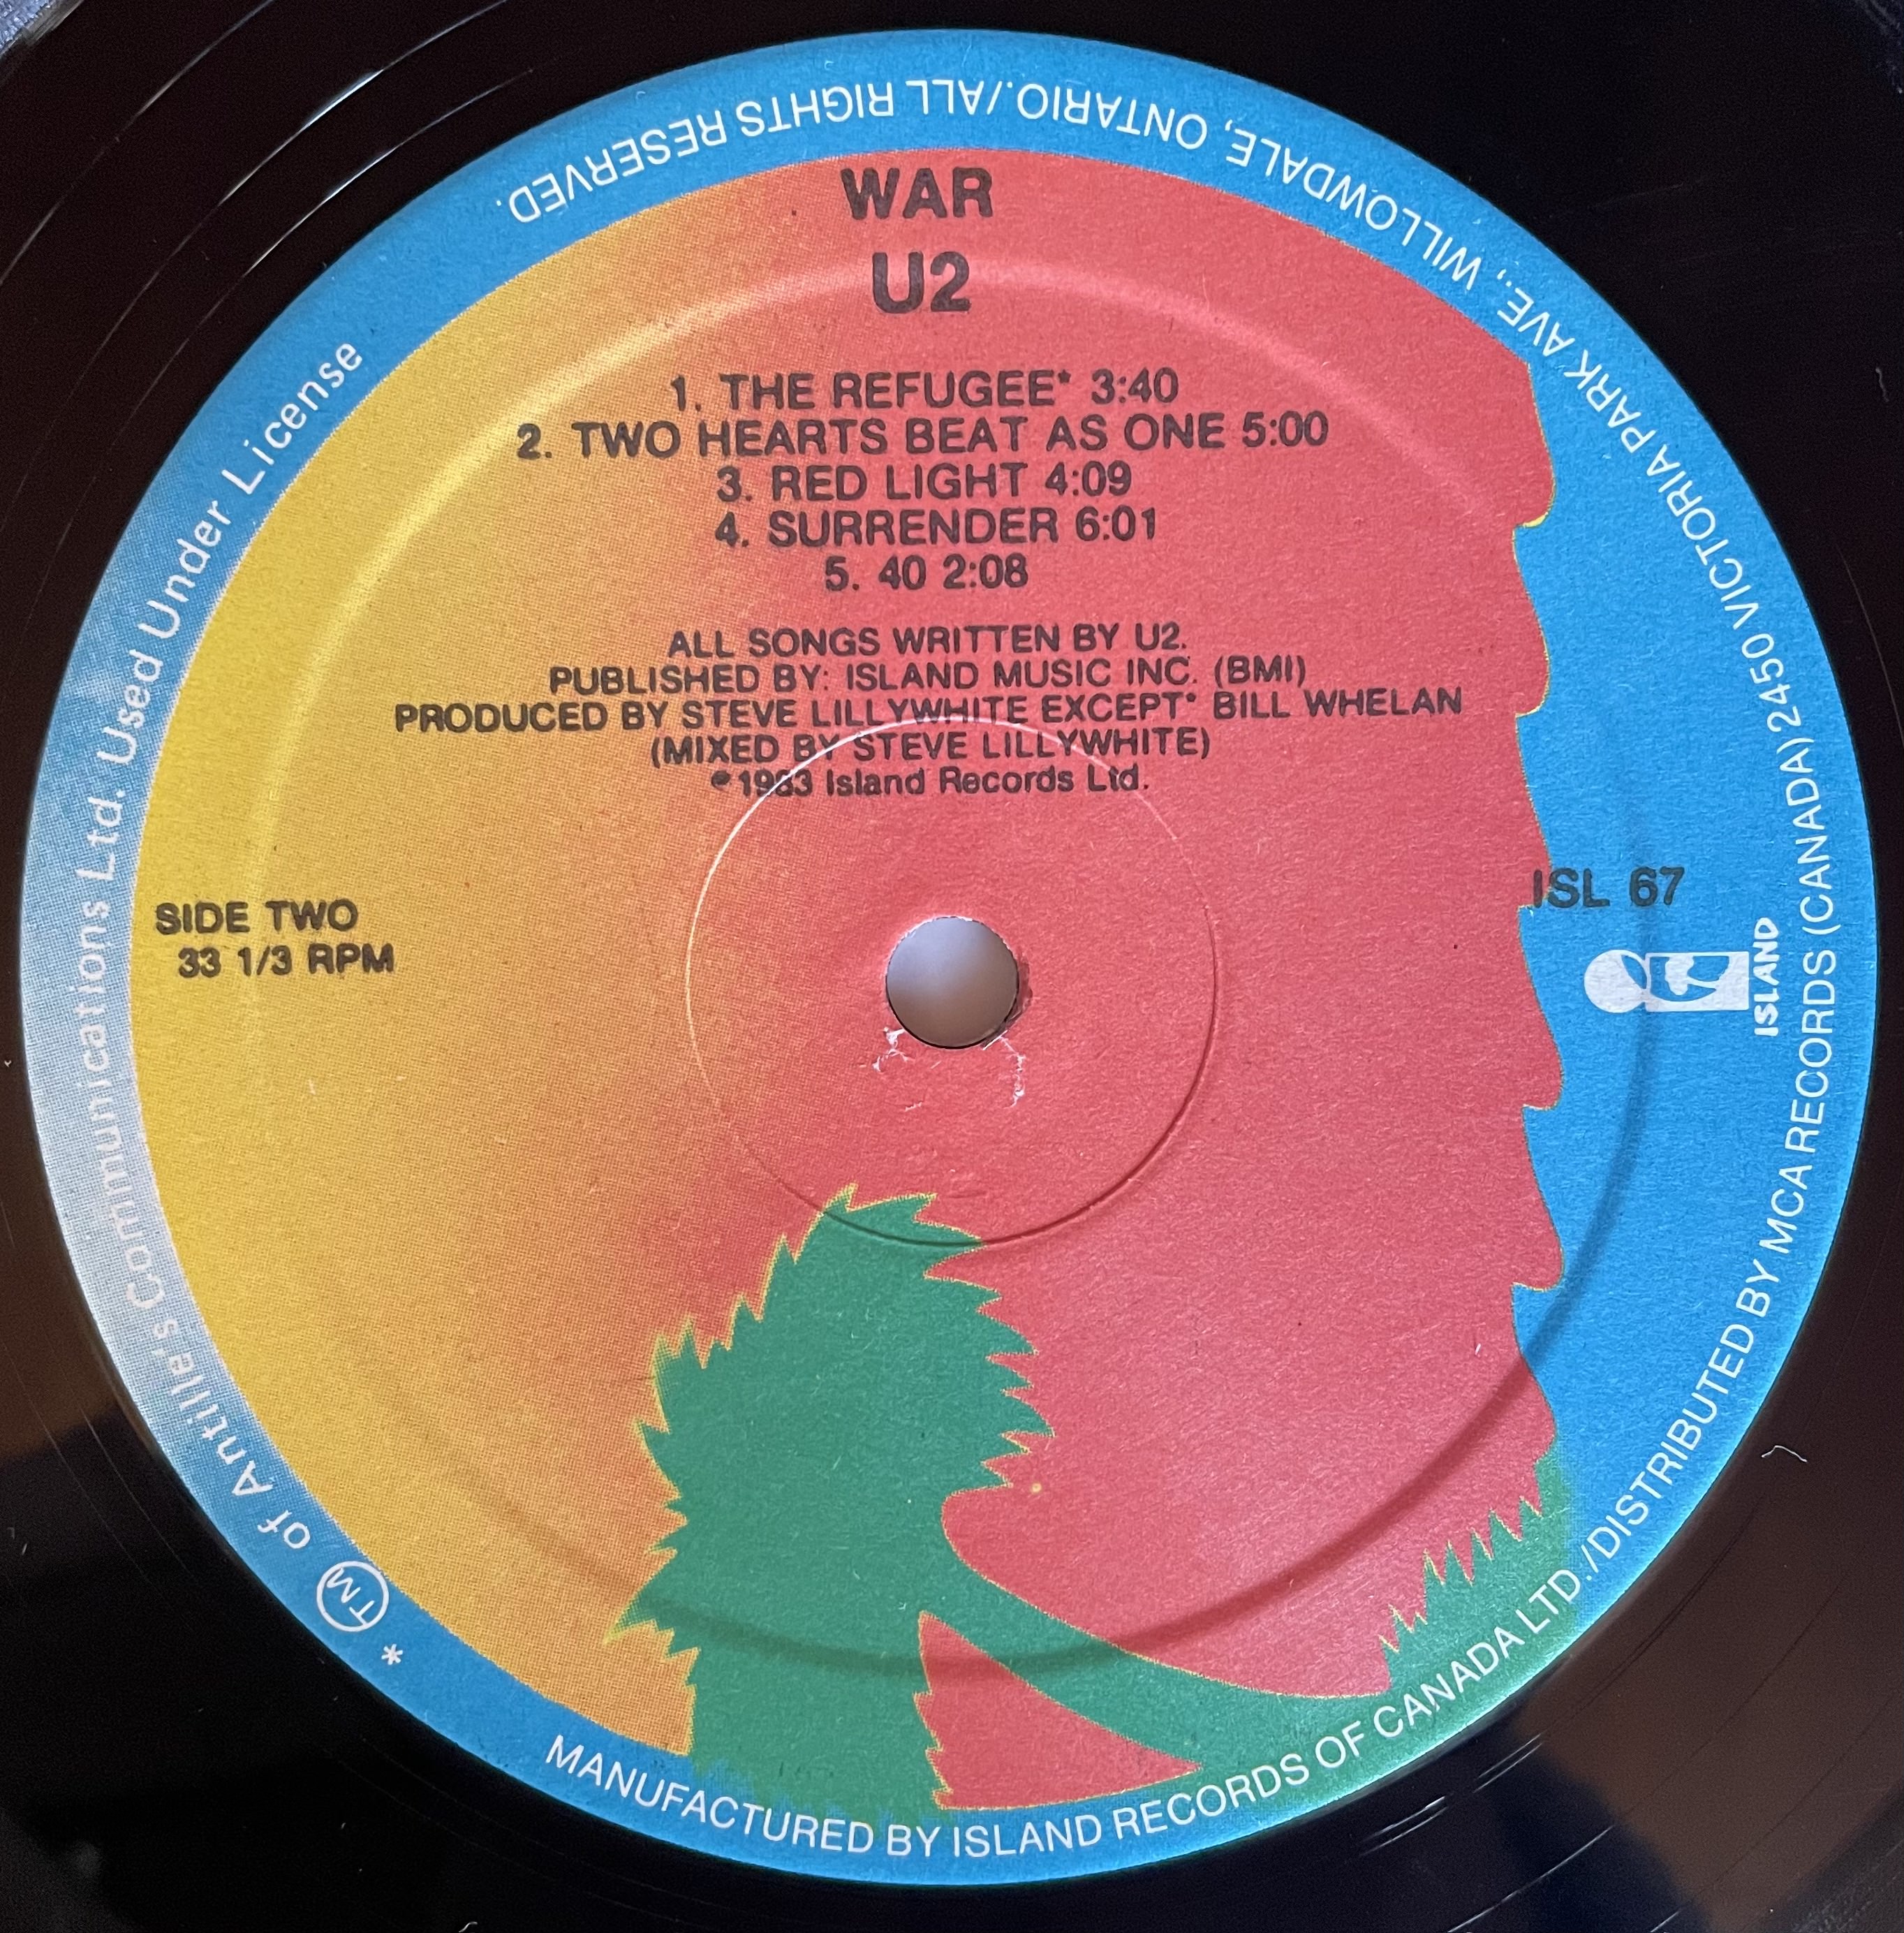 WAR
U2
1. THE REFUGEE* 3:40
2. TWO HEARTS BEAT AS ONE 5:00
3. RED LIGHT 4:09
4. SURRENDER 6:01
5. 40 2:08
ALL SONGS WRITTEN BY U2.
PUBLISHED BY: ISLAND MUSIC INC. (BMI)
PRODUCED BY STEVE LILLYWHITE EXCEPT* BILL WHELAN
(MIXED BY STEVE LILLYWHITE)
℗1983 Island Records Ltd.
SIDE TWO
33 1/3 RPM
ISL 67
ISLAND
MANUFACTURED BY ISLAND RECORDS OF CANADA LTD./DISTRIBUTED BY MCA RECORDS (CANADA) 2450 VICTORIA PARK AVE., WILLOWDALE, ONTARIO./ALL RIGHTS RESERVED.
* TM of Antille's Communications Ltd. Used Under License